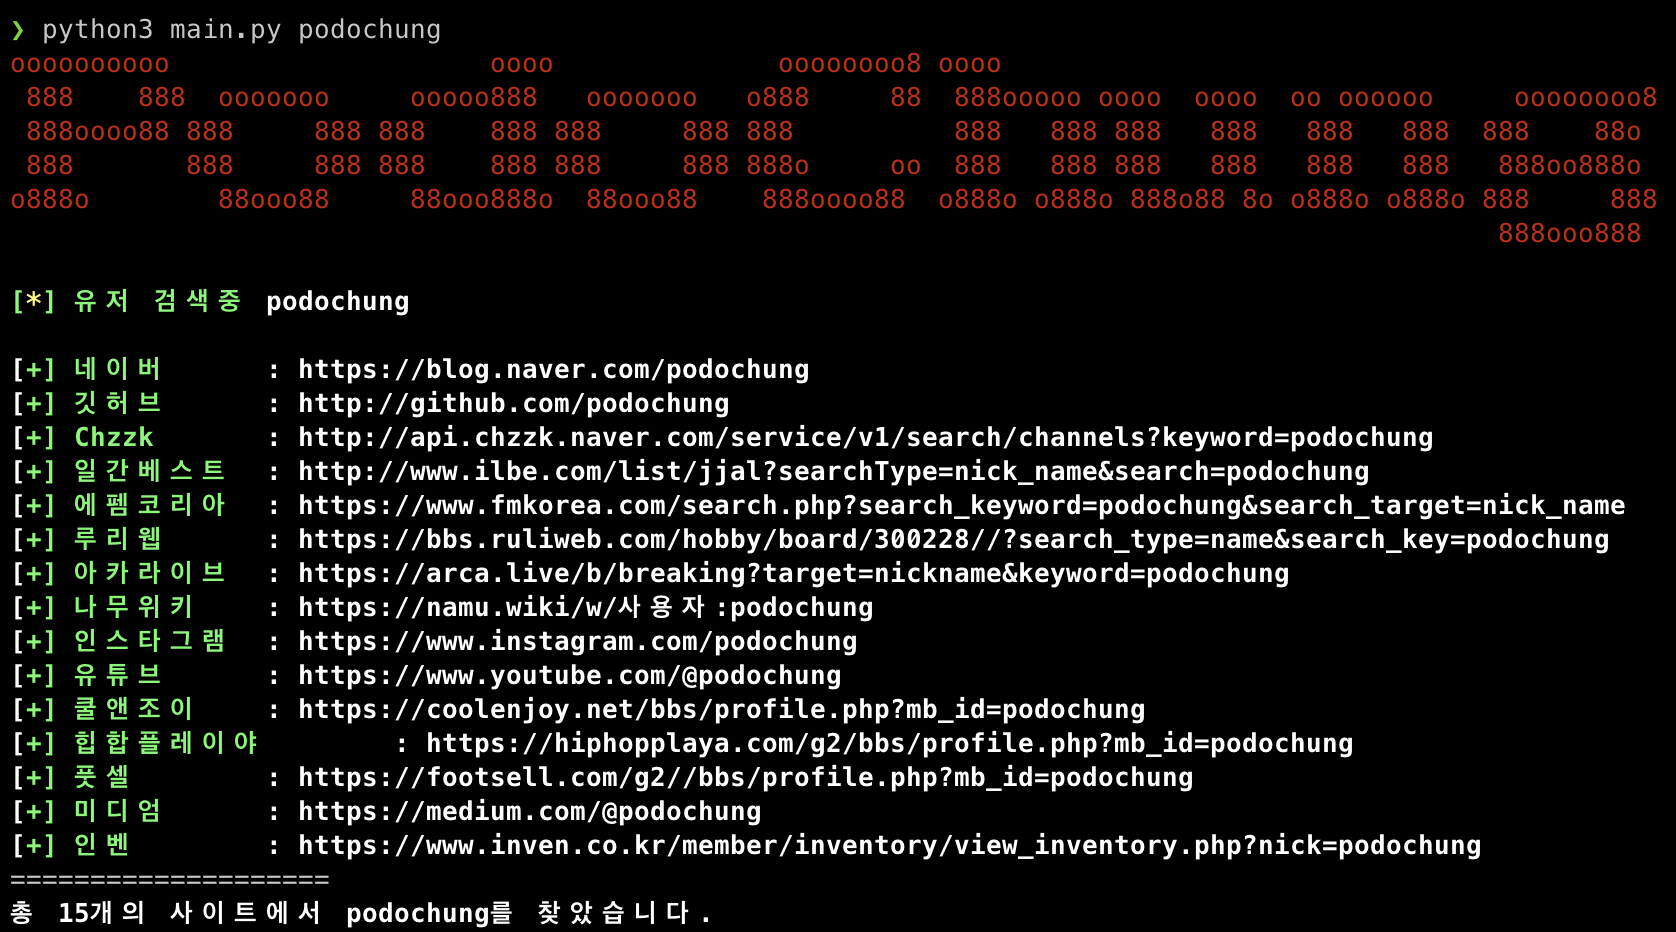 ❯ python3 main.py podochung
oooooooooo                    oooo              oooooooo8 oooo
 888    888  ooooooo     ooooo888   ooooooo   o888     88  888ooooo oooo  oooo  oo oooooo     oooooooo8
 888oooo88 888     888 888    888 888     888 888          888   888 888   888   888   888  888    88o
 888       888     888 888    888 888     888 888o     oo  888   888 888   888   888   888   888oo888o
o888o        88ooo88     88ooo888o  88ooo88    888oooo88  o888o o888o 888o88 8o o888o o888o 888     888
                                                                                             888ooo888
[*] 유저 검색중 podochung
[+] 네이버 : https://blog.naver.com/podochung
[+] 깃허브 : http://github.com/podochung
[+] Chzzk : http://api.chzzk.naver.com/service/v1/search/channels?keyword=podochung
[+] 일간베스트 : http://www.ilbe.com/list/jjal?searchType=nick_name&search=podochung
[+] 에펨코리아 : https://www.fmkorea.com/search.php?search_keyword=podochung&search_target=nick_name
[+] 루리웹 : https://bbs.ruliweb.com/hobby/board/300228//?search_type=name&search_key=podochung
[+] 아카라이브 : https://arca.live/b/breaking?target=nickname&keyword=podochung
[+] 나무위키 : https://namu.wiki/w/사용자:podochung
[+] 인스타그램 : https://www.instagram.com/podochung
[+] 유튜브 : https://www.youtube.com/@podochung
[+] 쿨앤조이 : https://coolenjoy.net/bbs/profile.php?mb_id=podochung
[+] 힙합플레이야 : https://hiphopplaya.com/g2/bbs/profile.php?mb_id=podochung
[+] 풋셀 : https://footsell.com/g2//bbs/profile.php?mb_id=podochung
[+] 미디엄 : https://medium.com/@podochung
[+] 인벤 : https://www.inven.co.kr/member/inventory/view_inventory.php?nick=podochung
====================
총 15개의 사이트에서 podochung를 찾았습니다.